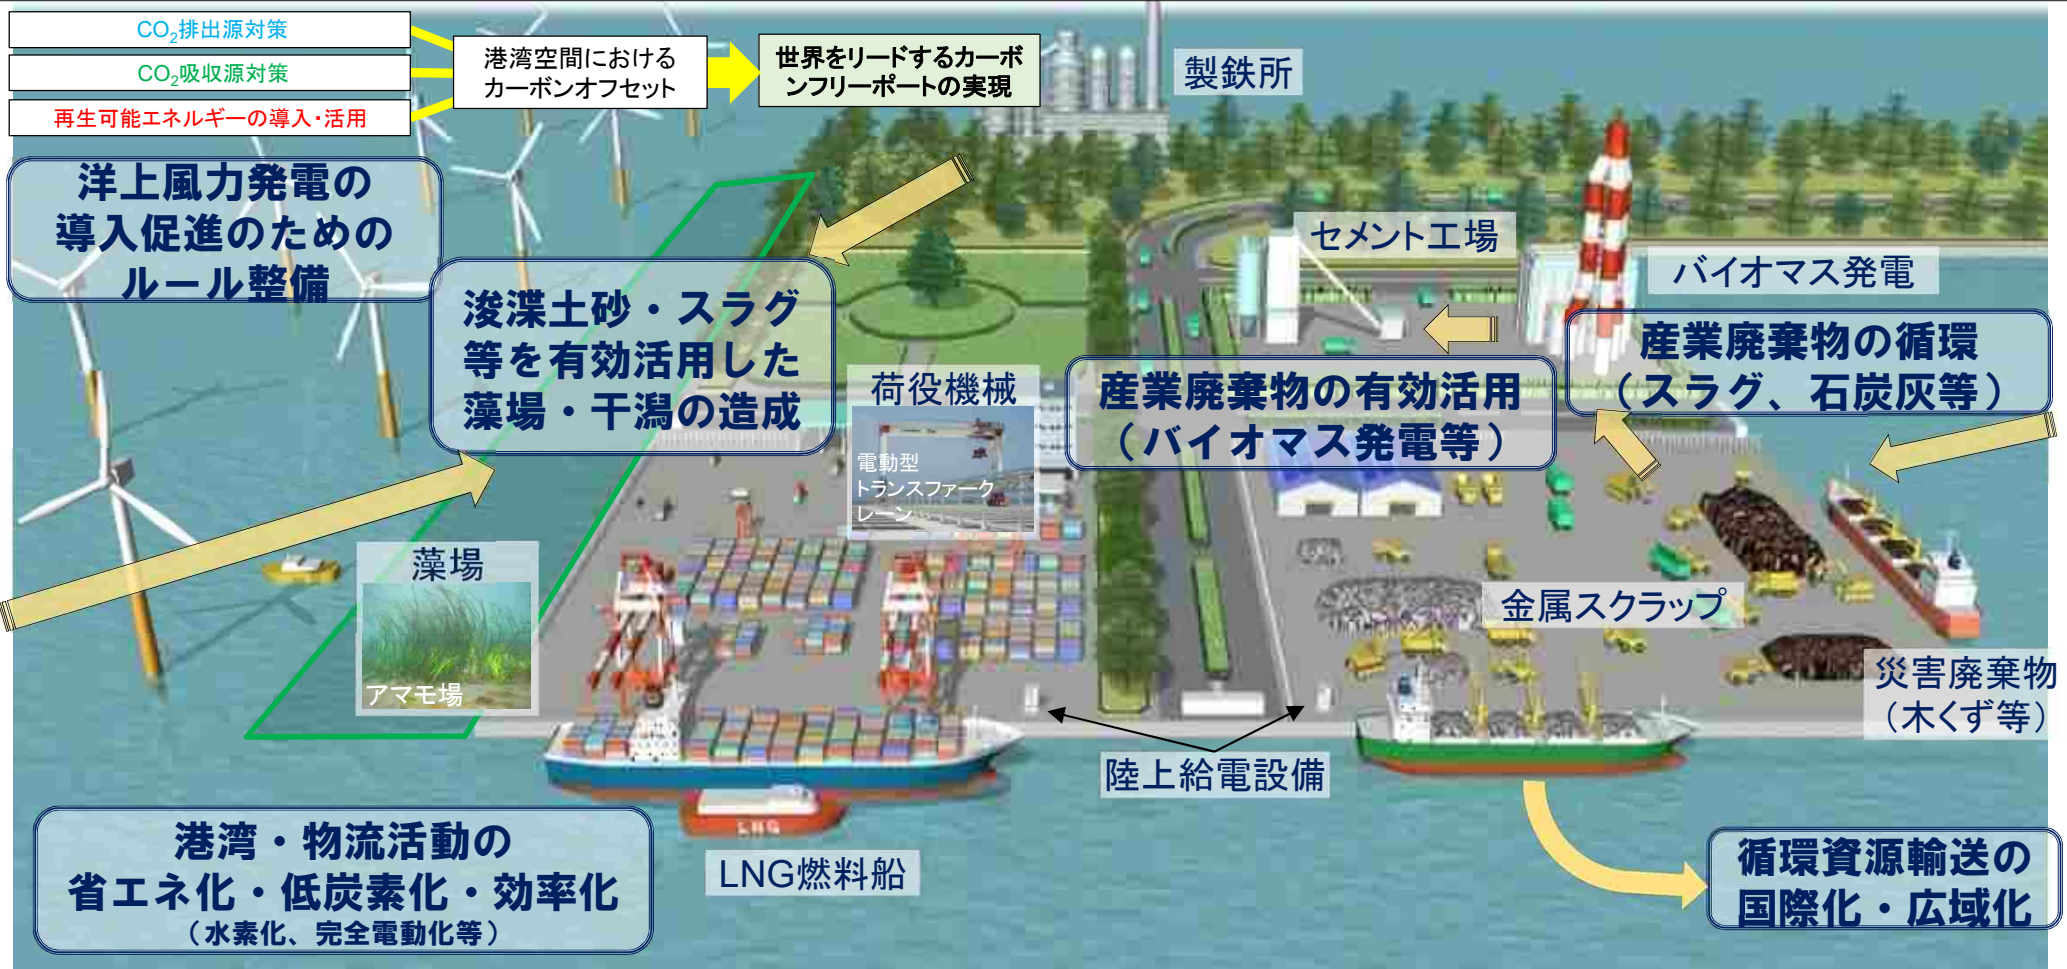 CO₂排出源対策
CO₂吸収源対策
再生可能エネルギーの導入・活用
港湾空間における
カーボンオフセット
世界をリードするカーボ
ンフリーポートの実現
製鉄所
洋上風力発電の
導入促進のための
ルール整備
浚渫土砂・スラグ
等を有効活用した
藻場・干潟の造成
セメント工場
バイオマス発電
産業廃棄物の循環
（スラグ、石炭灰等）
産業廃棄物の有効活用
（バイオマス発電等）
荷役機械
電動型
トランスファーク
レーン
藻場
アマモ場
金属スクラップ
災害廃棄物
（木くず等）
陸上給電設備
LNG
LNG燃料船
港湾・物流活動の
省エネ化・低炭素化・効率化
（水素化、完全電動化等）
循環資源輸送の
国際化・広域化